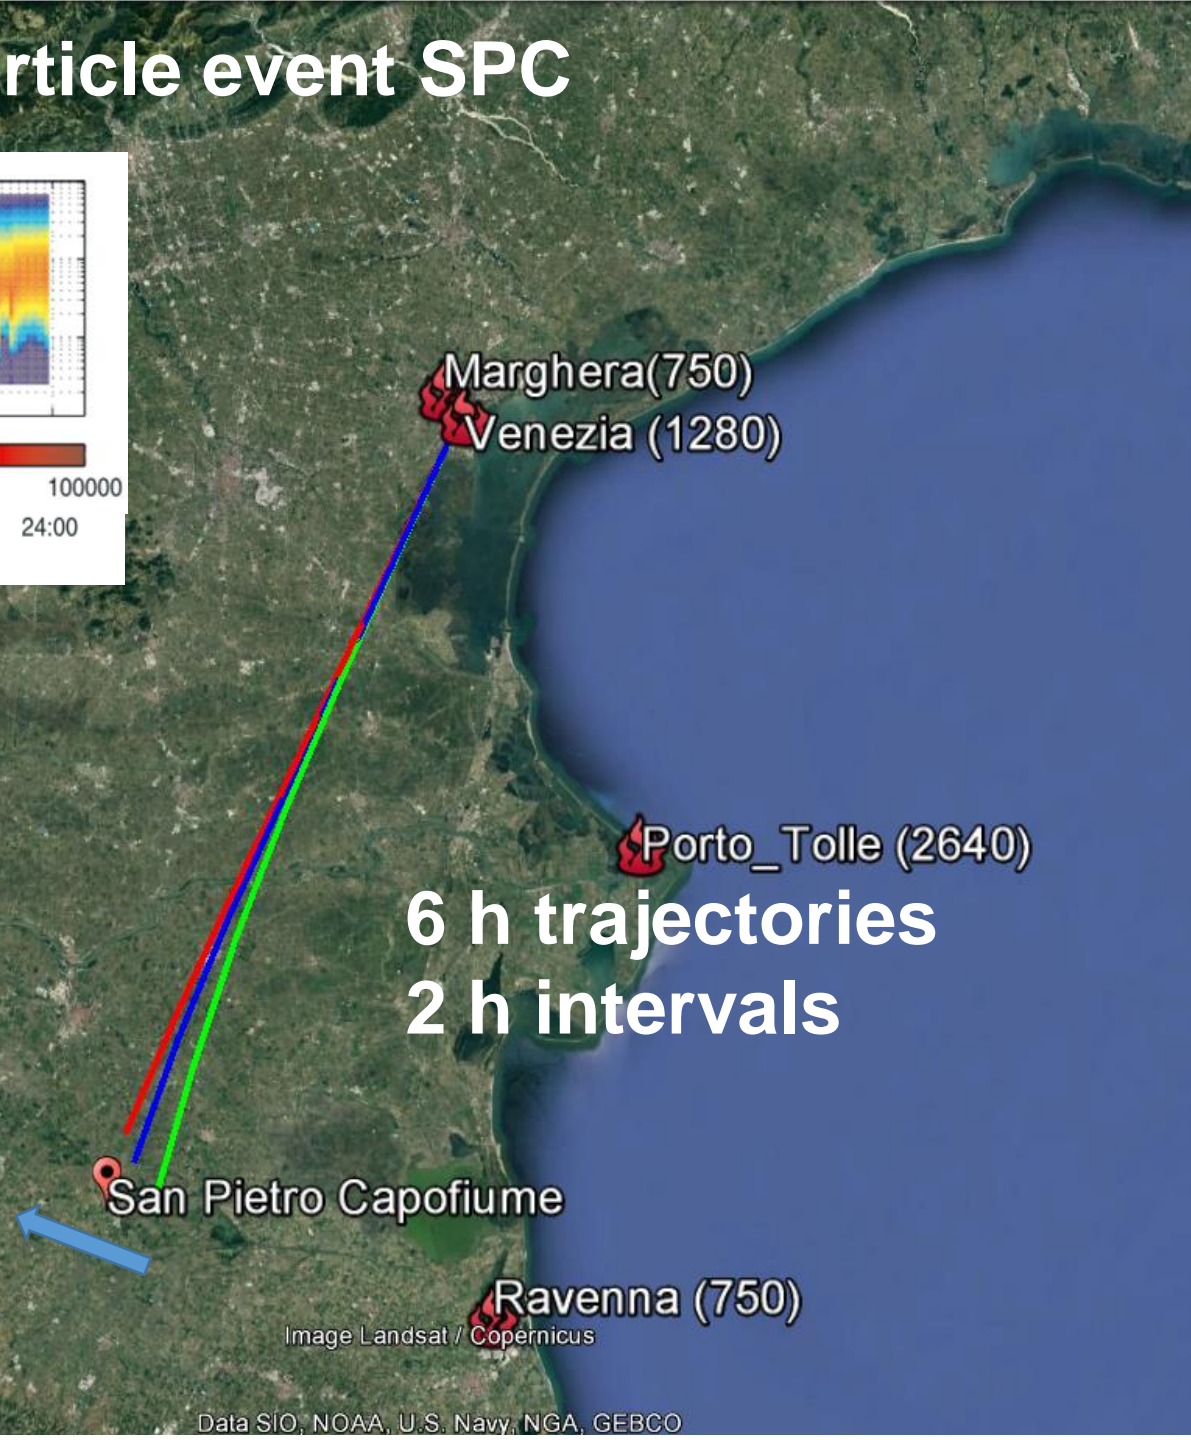 rticle event SPC
100000
24:00
Marghera(750)
Venezia (1280)
Porto_Tolle (2640)
6 h trajectories
2 h intervals
San Pietro Capofiume
Ravenna (750)
Image Landsat / Copernicus
Data SIO, NOAA, U.S. Navy, NGA, GEBCO